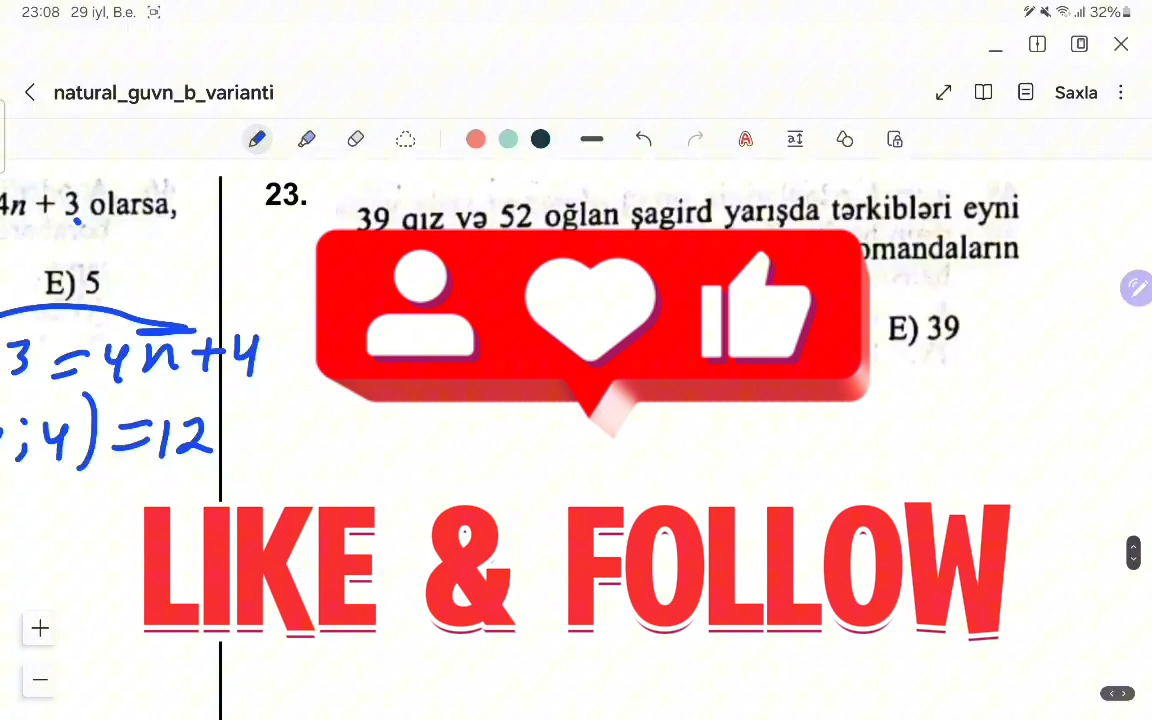 23:08 29 iyl, B.e.
32%
natural_guvn_b_varianti
Saxla
4n + 3 olarsa,
E) 5
3 = 4n + 4
; 4) = 12
23.
39 qız və 52 oğlan şagird yarışda tərkibləri eyni
E) 39
LIKE & FOLLOW